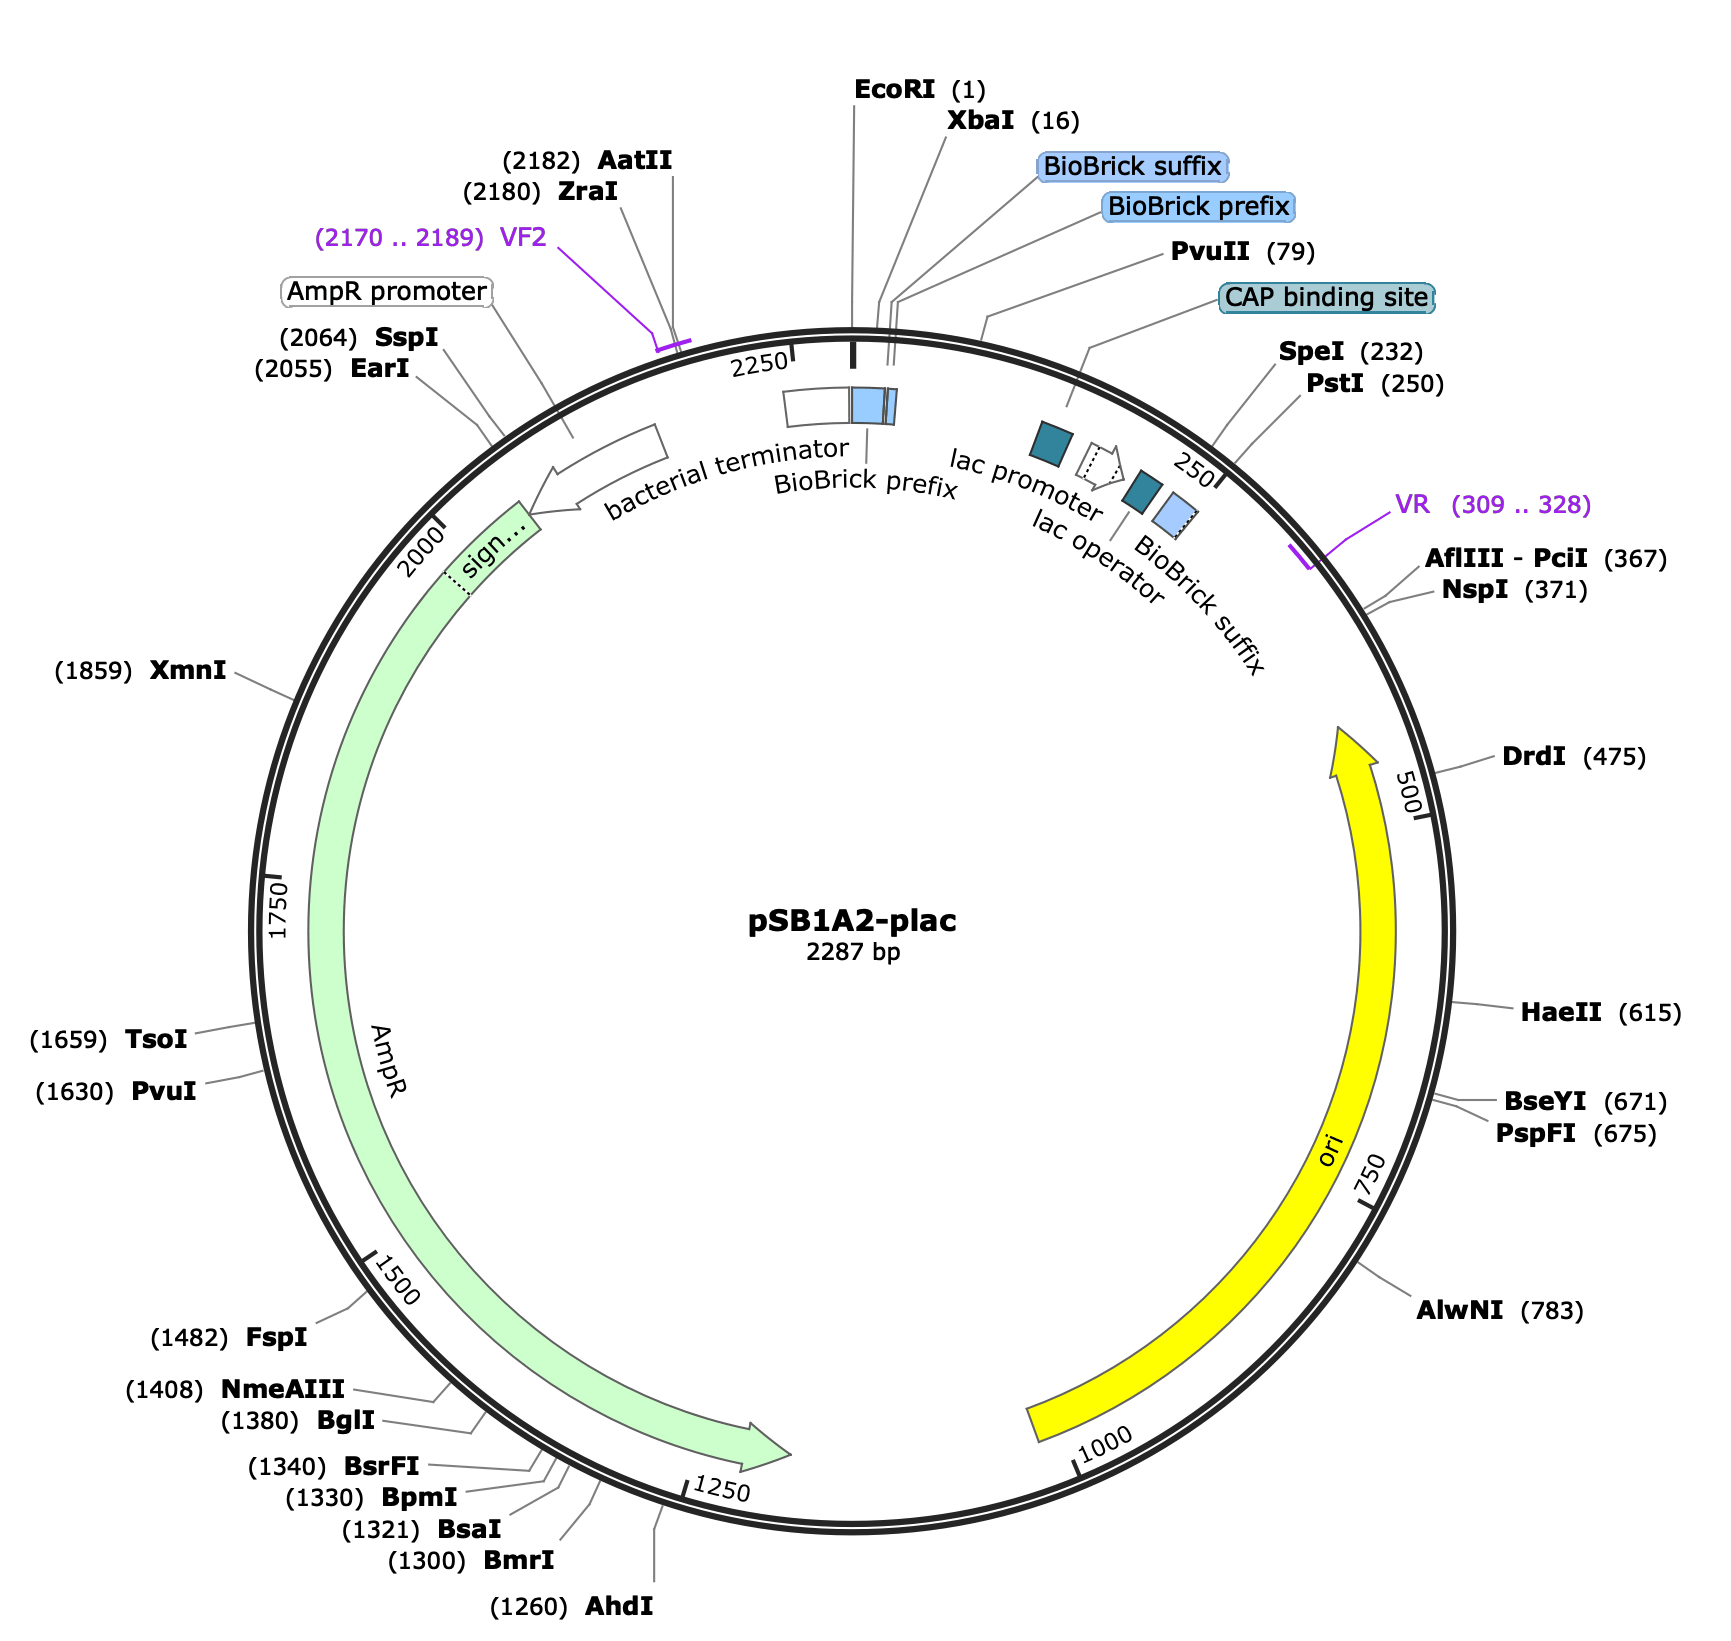 EcoRI (1)
XbaI (16)
BioBrick suffix
BioBrick prefix
PvuII (79)
CAP binding site
SpeI (232)
PstI (250)
VR (309 .. 328)
AflIII - PciI (367)
NspI (371)
DrdI (475)
HaeII (615)
BseYI (671)
PspFI (675)
AlwNI (783)
(2182) AatII
(2180) ZraI
(2170 .. 2189) VF2
AmpR promoter
(2064) SspI
(2055) EarI
(1859) XmnI
(1659) TsoI
(1630) PvuI
(1482) FspI
(1408) NmeAIII
(1380) BglI
(1340) BsrFI
(1330) BpmI
(1321) BsaI
(1300) BmrI
(1260) AhdI
2250
250
500
750
1000
1250
1500
1750
2000
bacterial terminator
BioBrick prefix
lac promoter
lac operator
BioBrick suffix
sign...
AmpR
ori
pSB1A2-plac
2287 bp